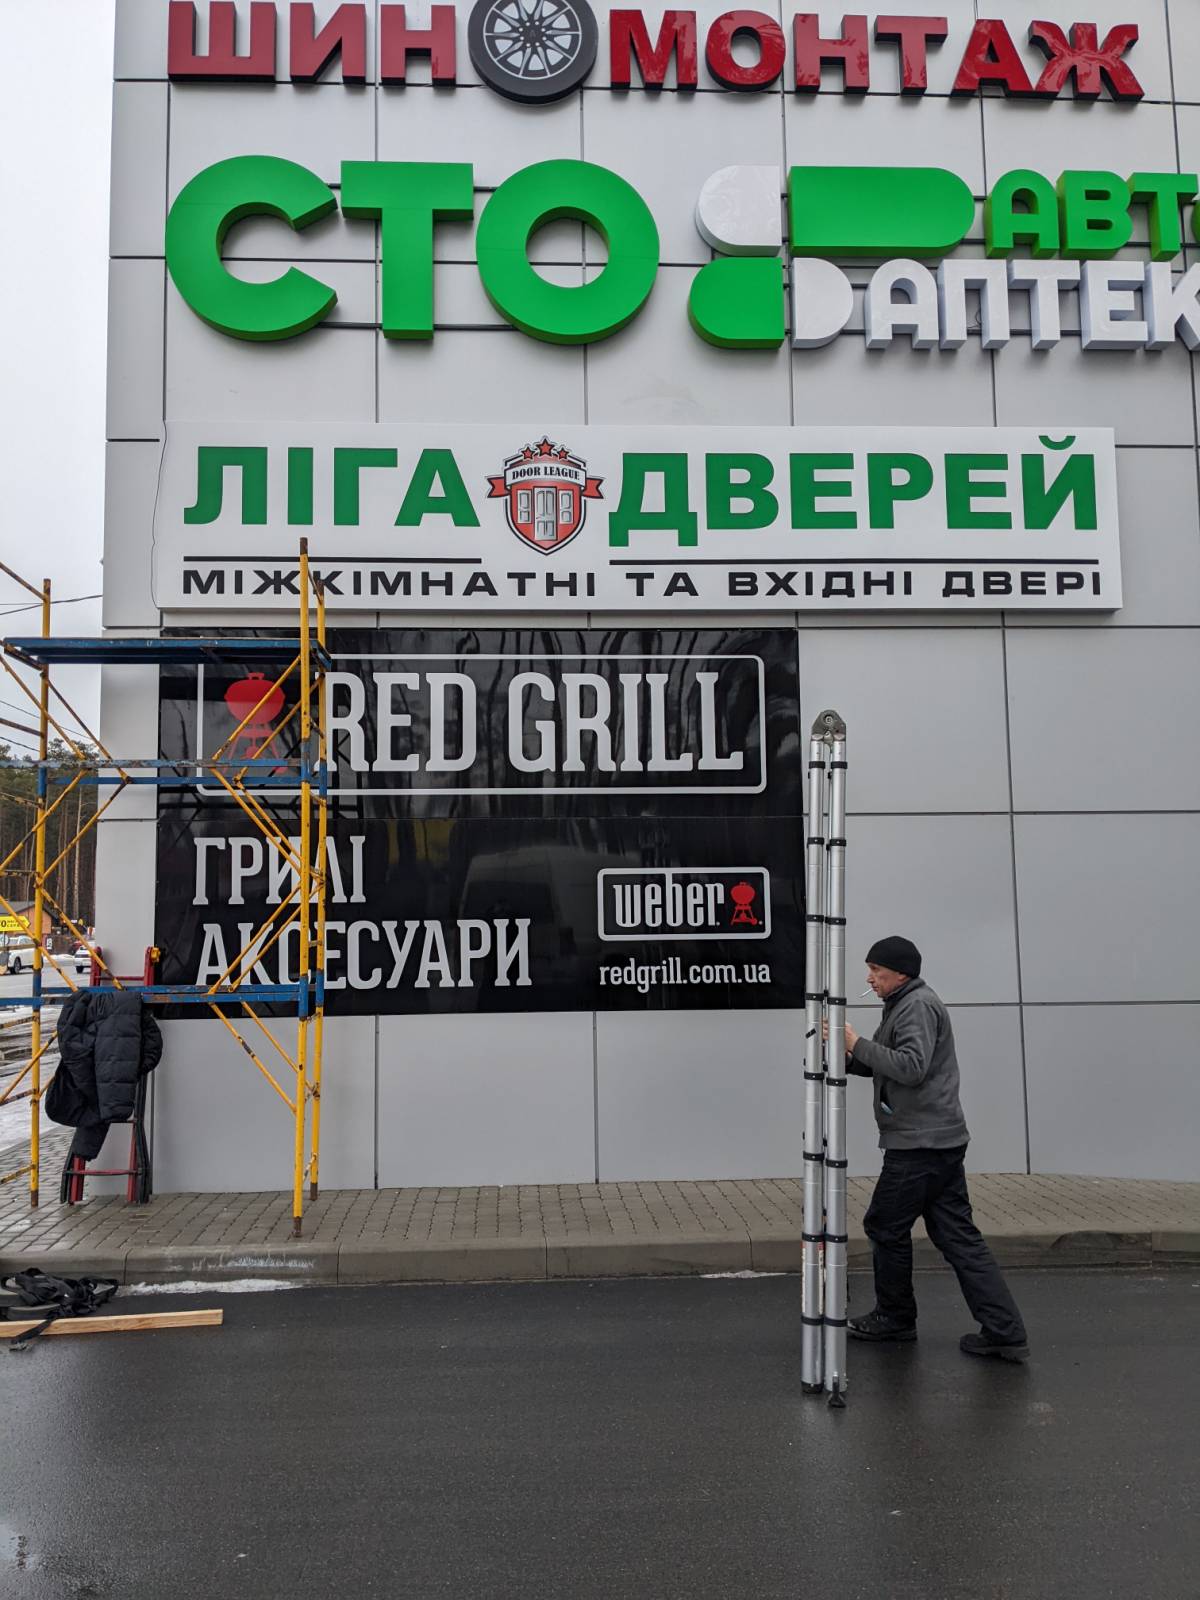 ШИНОМОНТАЖ
СТО
АВТО
АПТЕК
ЛІГА ДВЕРЕЙ
DOOR LEAGUE
МІЖКІМНАТНІ ТА ВХІДНІ ДВЕРІ
RED GRILL
ГРИЛІ
АКСЕСУАРИ
weber
redgrill.com.ua